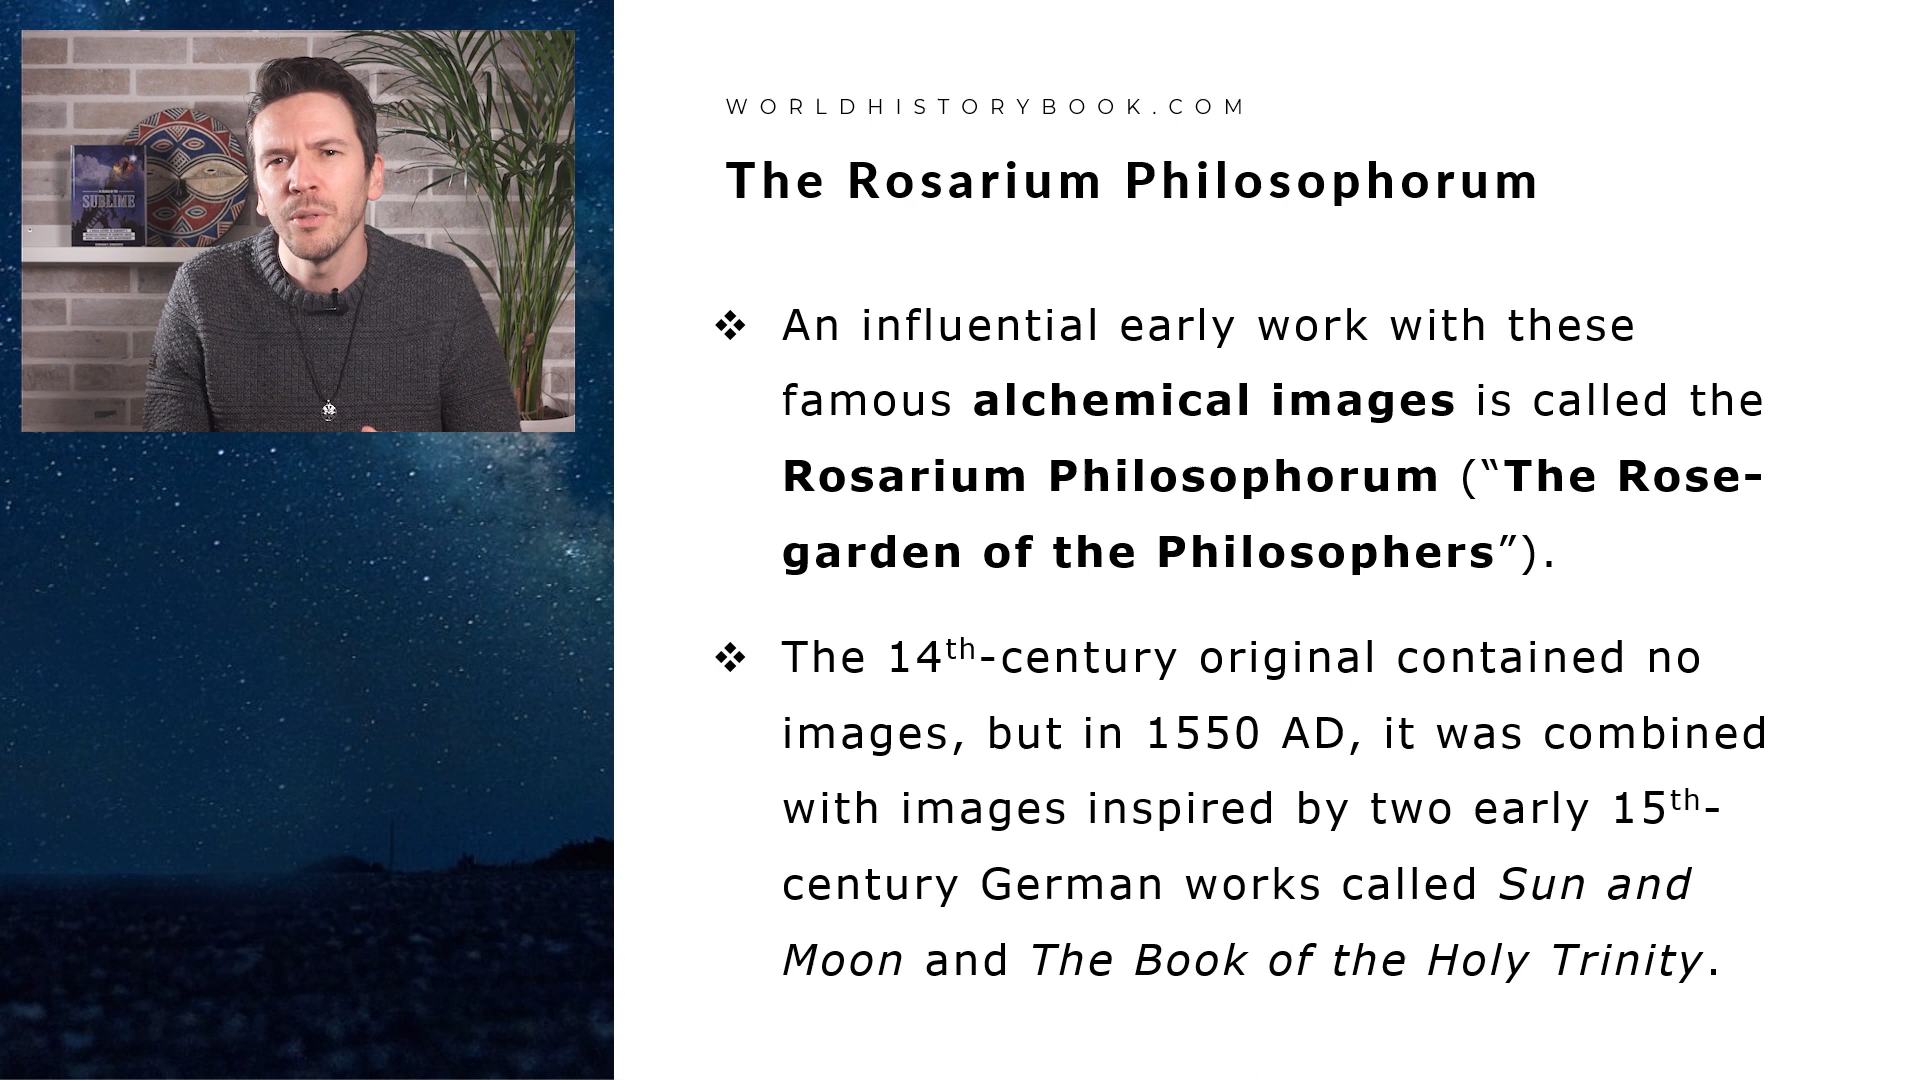 WORLDHISTORYBOOK.COM
The Rosarium Philosophorum
❖ An influential early work with these
famous alchemical images is called the
Rosarium Philosophorum (“The Rose-
garden of the Philosophers”).
❖ The 14th-century original contained no
images, but in 1550 AD, it was combined
with images inspired by two early 15th-
century German works called Sun and
Moon and The Book of the Holy Trinity.
SUBLIME